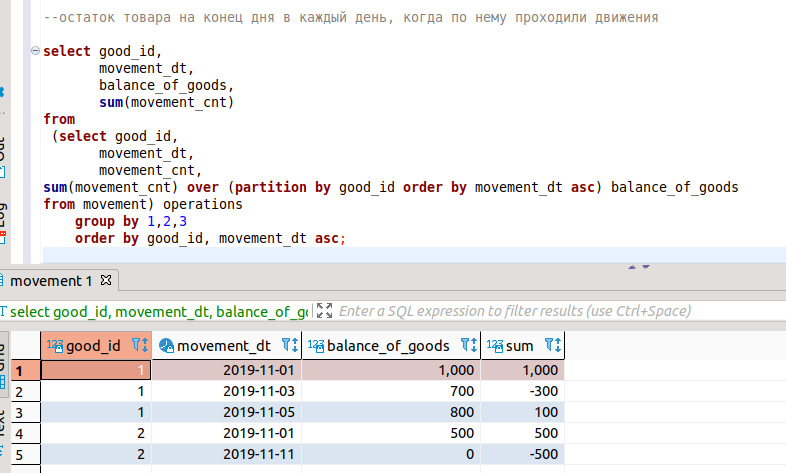 --остаток товара на конец дня в каждый день, когда по нему проходили движения
select good_id,
movement_dt,
balance_of_goods,
sum(movement_cnt)
from
(select good_id,
movement_dt,
movement_cnt,
sum(movement_cnt) over (partition by good_id order by movement_dt asc) balance_of_goods
from movement) operations
group by 1,2,3
order by good_id, movement_dt asc;
movement 1
select good_id, movement_dt, balance_of_go Enter a SQL expression to filter results (use Ctrl+Space)
123 good_id movement_dt 123 balance_of_goods 123 sum
1 1 2019-11-01 1,000 1,000
2 1 2019-11-03 700 -300
3 1 2019-11-05 800 100
4 2 2019-11-01 500 500
5 2 2019-11-11 0 -500